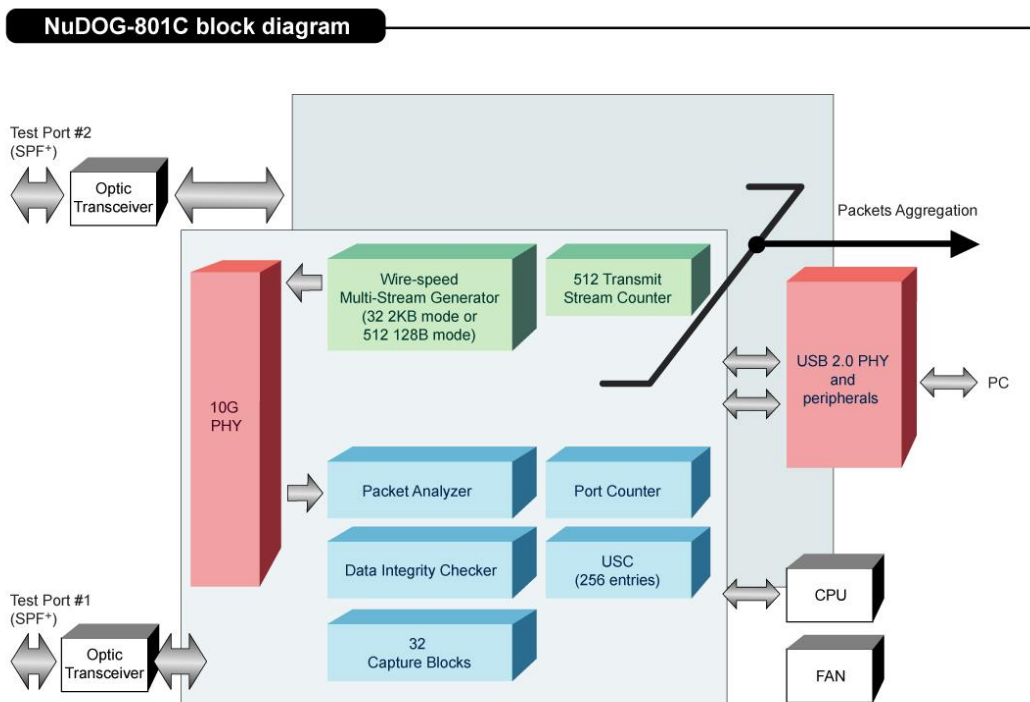 NuDOG-801C block diagram
Test Port #2
(SPF+)
Optic
Transceiver
Packets Aggregation
Wire-speed
Multi-Stream Generator
(32 2KB mode or
512 128B mode)
512 Transmit
Stream Counter
USB 2.0 PHY
and
peripherals
PC
10G
PHY
Packet Analyzer
Port Counter
Data Integrity Checker
USC
(256 entries)
CPU
Test Port #1
(SPF+)
Optic
Transceiver
32
Capture Blocks
FAN